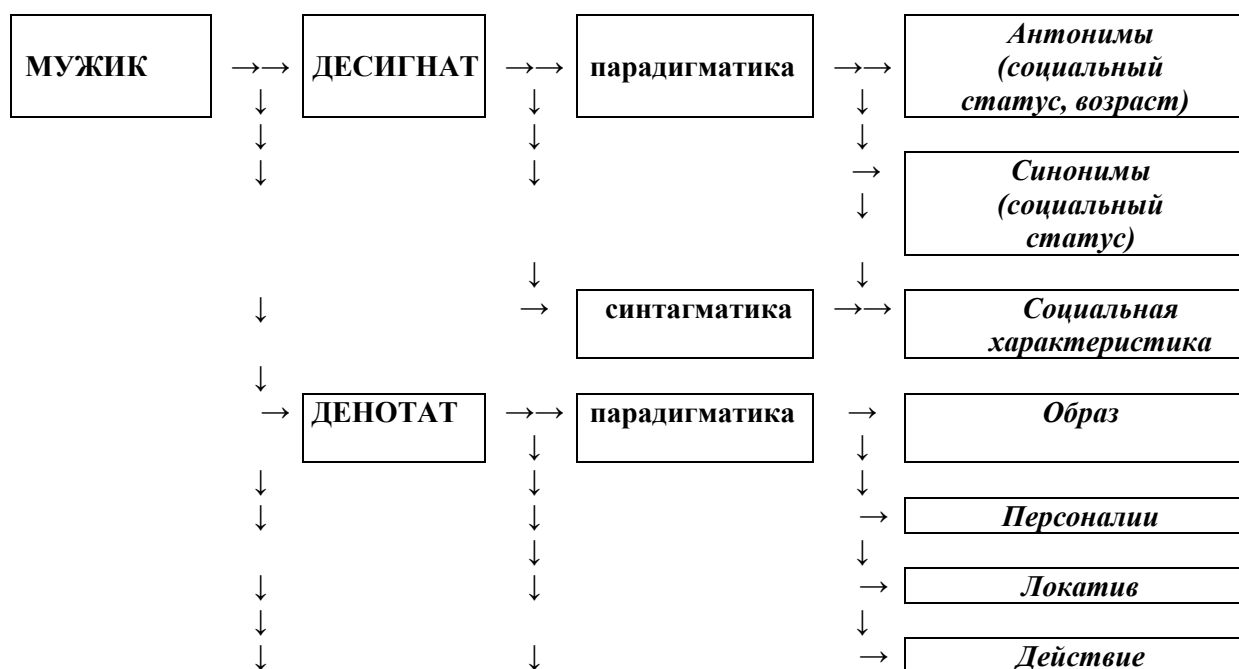 МУЖИК →→ ДЕСИГНАТ →→ парадигматика →→ Антонимы
(социальный
статус, возраст)
↓ ↓ ↓
↓ ↓ ↓
↓ ↓ → Синонимы
(социальный
↓ статус)
↓ ↓
↓ → синтагматика →→ Социальная
характеристика
↓
→ ДЕНОТАТ →→ парадигматика → Образ
↓ ↓
↓ ↓ ↓
↓ ↓ → Персоналии
↓ ↓
↓ ↓ → Локатив
↓ ↓
↓ ↓ → Действие